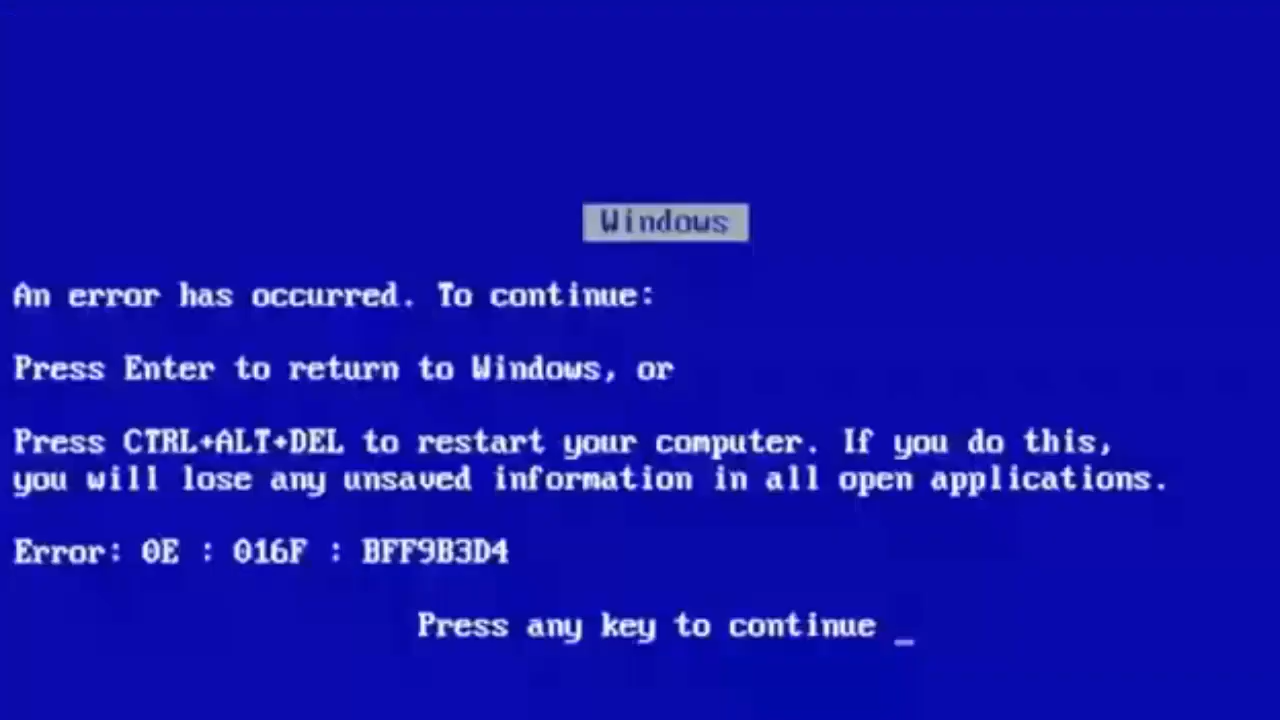 Windows
An error has occurred. To continue:
Press Enter to return to Windows, or
Press CTRL+ALT+DEL to restart your computer. If you do this,
you will lose any unsaved information in all open applications.
Error: 0E : 016F : BFF9B3D4
Press any key to continue _